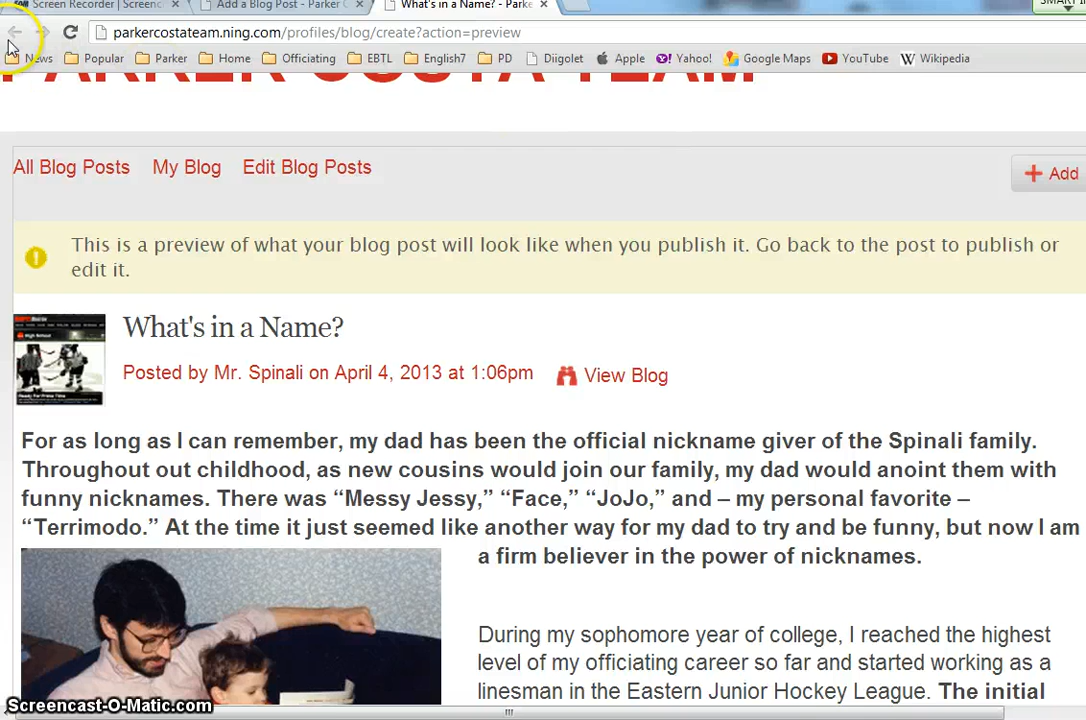 Screen Recorder | Screenc
Add a Blog Post - Parker C
What's in a Name? - Parke
parkercostateam.ning.com/profiles/blog/create?action=preview
News Popular Parker Home Officiating EBTL English7 PD Diigolet Apple Yahoo! Google Maps YouTube Wikipedia
PARKER COSTA TEAM
All Blog Posts My Blog Edit Blog Posts
+ Add
This is a preview of what your blog post will look like when you publish it. Go back to the post to publish or
edit it.
What's in a Name?
Posted by Mr. Spinali on April 4, 2013 at 1:06pm View Blog
For as long as I can remember, my dad has been the official nickname giver of the Spinali family.
Throughout out childhood, as new cousins would join our family, my dad would anoint them with
funny nicknames. There was “Messy Jessy,” “Face,” “JoJo,” and – my personal favorite –
“Terrimodo.” At the time it just seemed like another way for my dad to try and be funny, but now I am
a firm believer in the power of nicknames.
During my sophomore year of college, I reached the highest
level of my officiating career so far and started working as a
linesman in the Eastern Junior Hockey League. The initial
Screencast-O-Matic.com